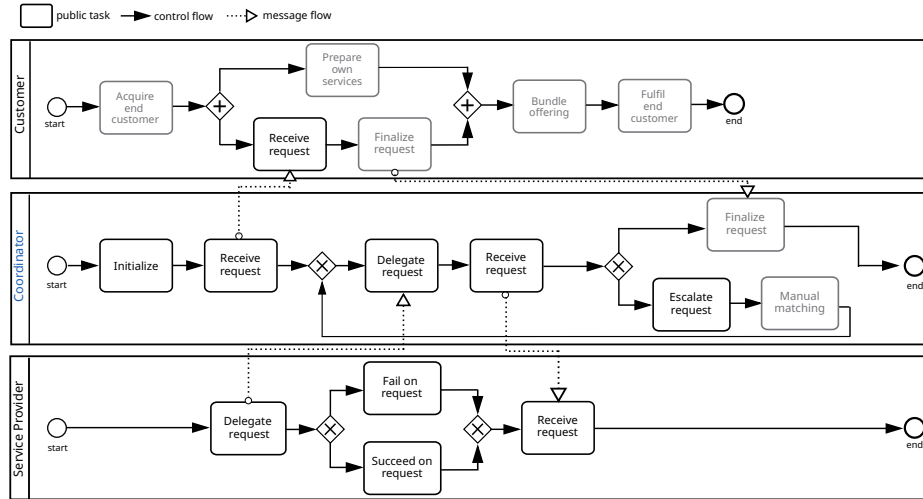 public task
control flow
message flow
Customer
start
Acquire
end
customer
Prepare
own
services
Receive
request
Finalize
request
Bundle
offering
Fulfil
end
customer
end
Coordinator
start
Initialize
Receive
request
Delegate
request
Receive
request
Finalize
request
Escalate
request
Manual
matching
end
Service Provider
start
Delegate
request
Fail on
request
Succeed on
request
Receive
request
end